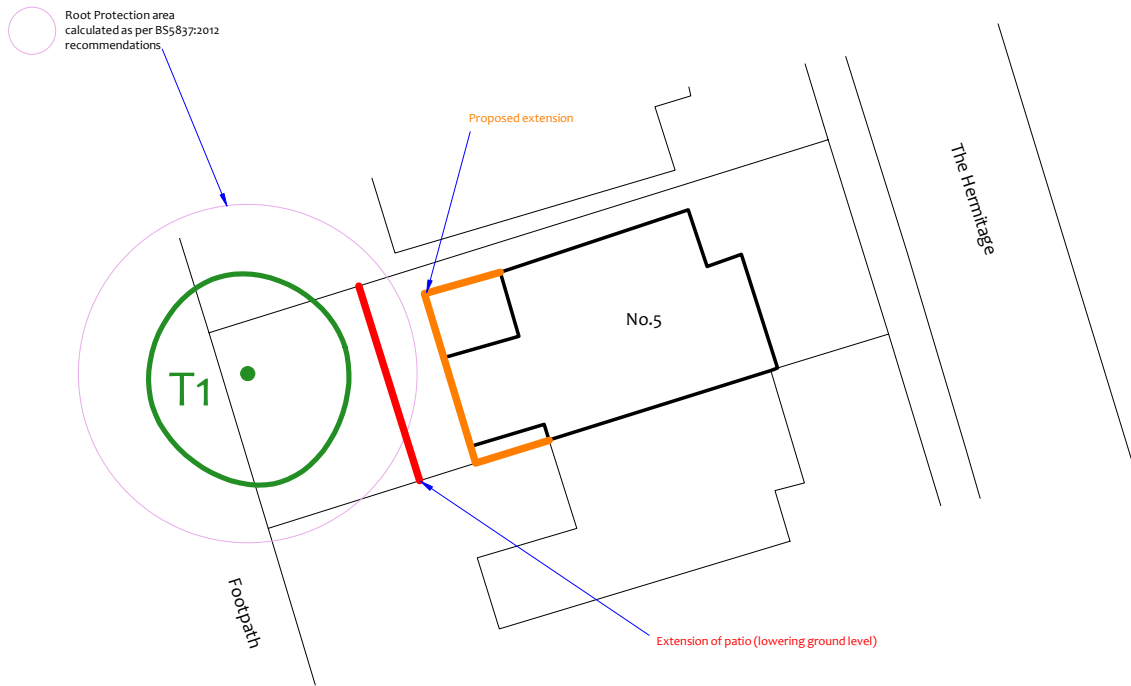 Root Protection area
calculated as per BS5837:2012
recommendations
Proposed extension
The Hermitage
No.5
T1
Footpath
Extension of patio (lowering ground level)